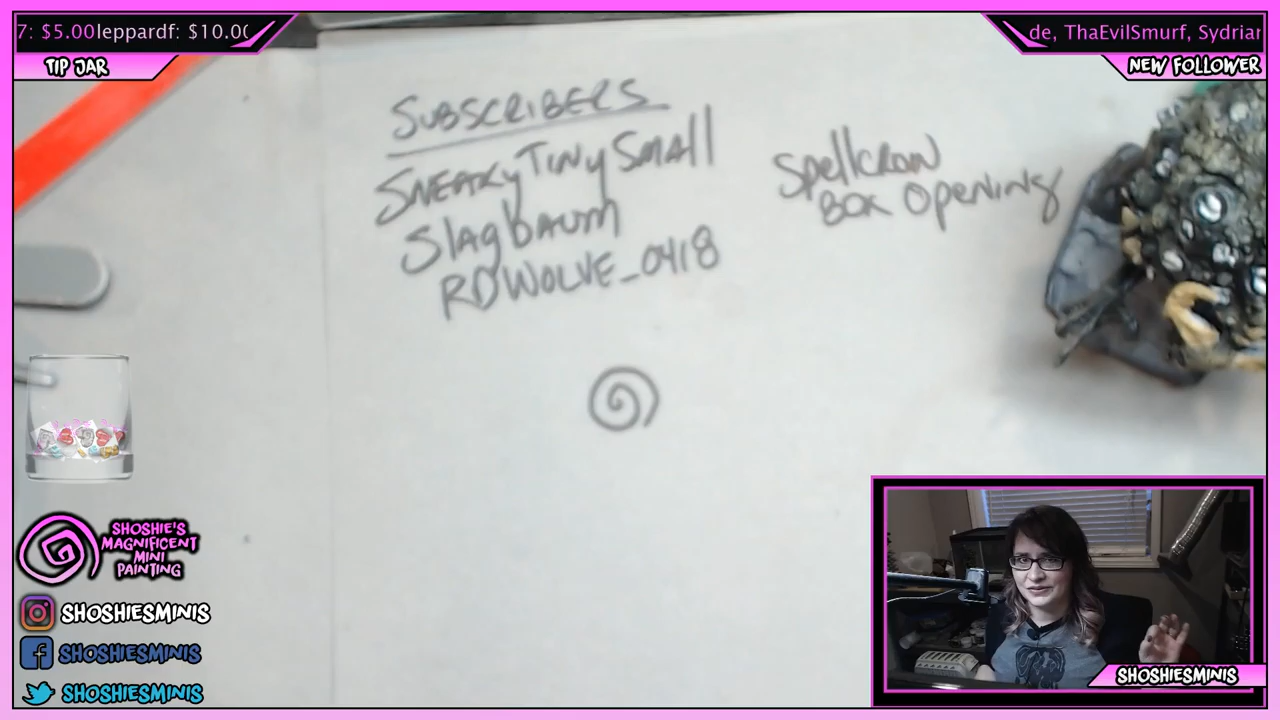 7: $5.00leppardf: $10.00
TIP JAR
de, ThaEvilSmurf, Sydrian
NEW FOLLOWER
SUBSCRIBERS
SNEAKyTINySMAll
Slagbaum
RDWOLVE_0418
Spellcrow
Box Opening
SHOSHIE'S
MAGNIFICENT
MINI
PAINTING
SHOSHIESMINIS
SHOSHIESMINIS
SHOSHIESMINIS
SHOSHIESMINIS